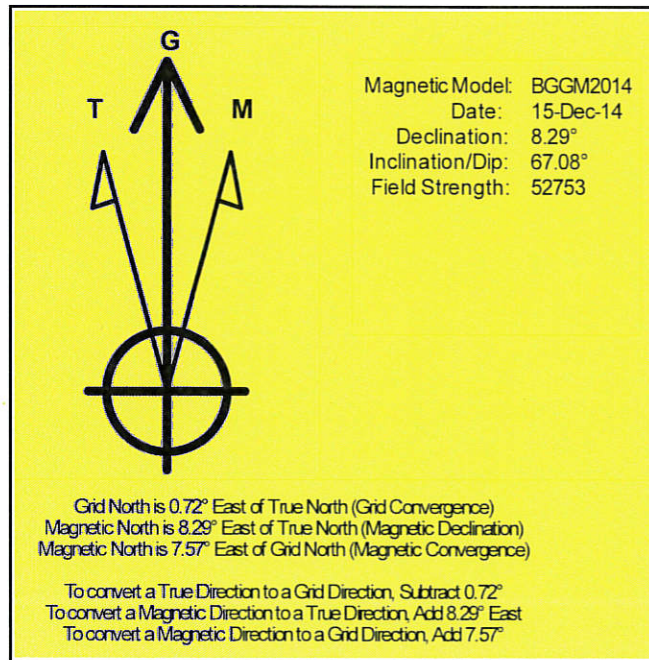 G
T
M
Magnetic Model: BGGM2014
Date: 15-Dec-14
Declination: 8.29°
Inclination/Dip: 67.08°
Field Strength: 52753
Grid North is 0.72° East of True North (Grid Convergence)
Magnetic North is 8.29° East of True North (Magnetic Declination)
Magnetic North is 7.57° East of Grid North (Magnetic Convergence)
To convert a True Direction to a Grid Direction, Subtract 0.72°
To convert a Magnetic Direction to a True Direction, Add 8.29° East
To convert a Magnetic Direction to a Grid Direction, Add 7.57°